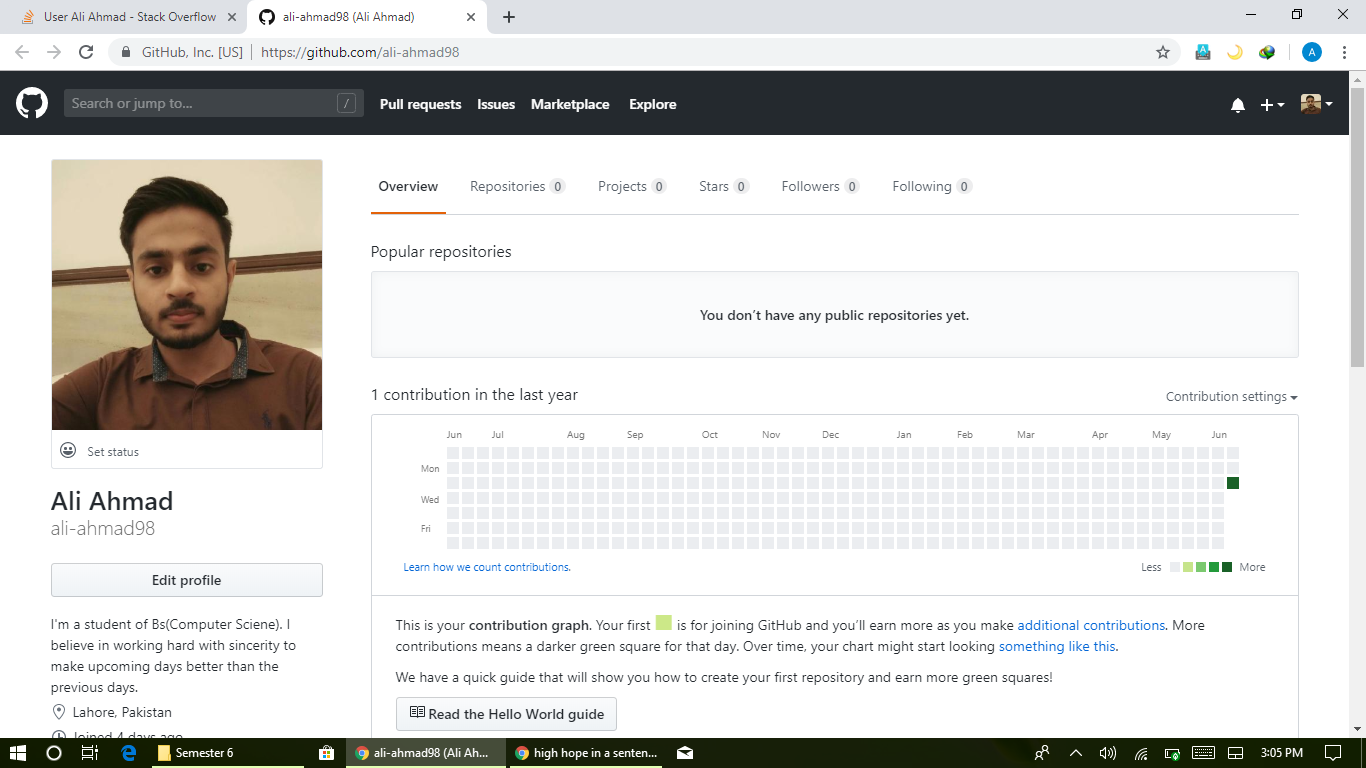 User Ali Ahmad - Stack Overflow
ali-ahmad98 (Ali Ahmad)
GitHub, Inc. [US] | https://github.com/ali-ahmad98
A
Search or jump to...
/
Pull requests
Issues
Marketplace
Explore
Overview
Repositories 0
Projects 0
Stars 0
Followers 0
Following 0
Popular repositories
You don't have any public repositories yet.
1 contribution in the last year
Contribution settings
Jun Jul Aug Sep Oct Nov Dec Jan Feb Mar Apr May Jun
Mon
Wed
Fri
Learn how we count contributions.
Less
More
This is your contribution graph. Your first is for joining GitHub and you'll earn more as you make additional contributions. More
contributions means a darker green square for that day. Over time, your chart might start looking something like this.
We have a quick guide that will show you how to create your first repository and earn more green squares!
Read the Hello World guide
Set status
Ali Ahmad
ali-ahmad98
Edit profile
I'm a student of Bs(Computer Sciene). I
believe in working hard with sincerity to
make upcoming days better than the
previous days.
Lahore, Pakistan
Joined 4 days ago
Semester 6
ali-ahmad98 (Ali Ah...
high hope in a senten...
3:05 PM